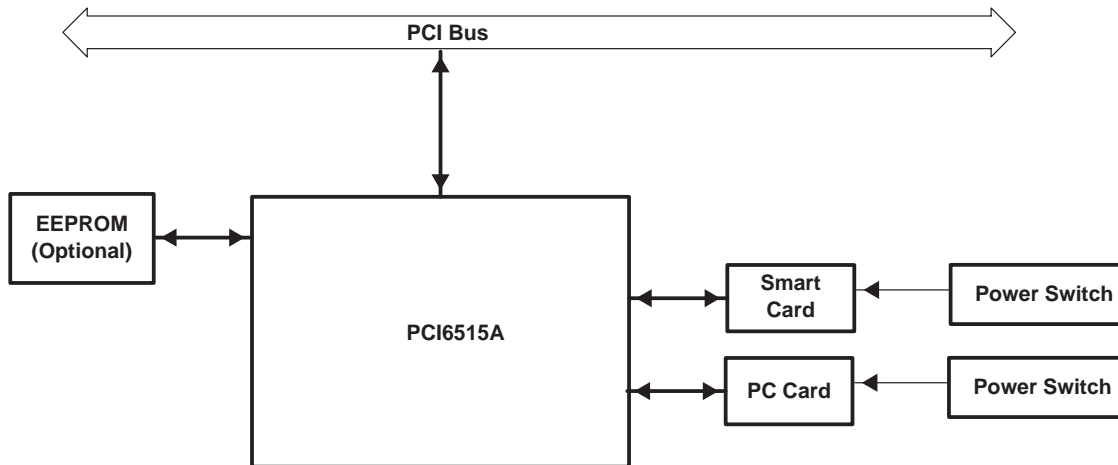 PCI Bus
EEPROM
(Optional)
PCI6515A
Smart
Card
Power Switch
PC Card
Power Switch